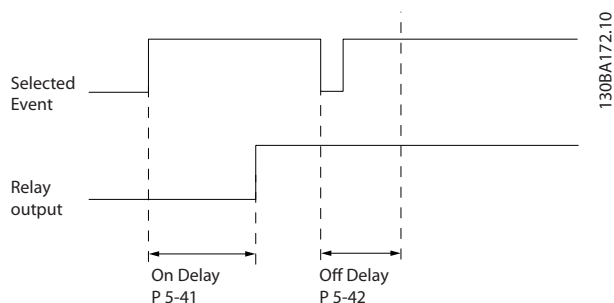 130BA172.10
Selected
Event
Relay
output
On Delay
P 5-41
Off Delay
P 5-42